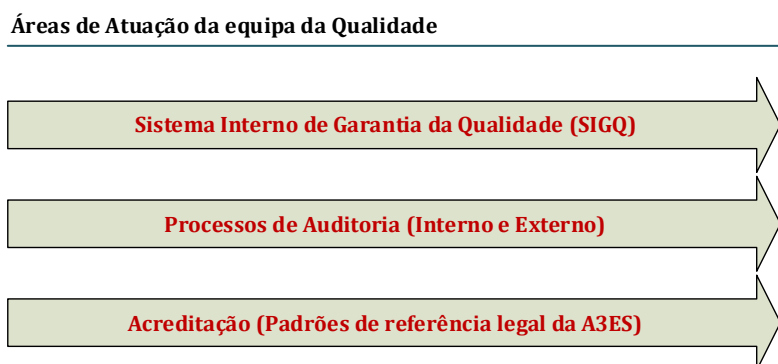 Áreas de Atuação da equipa da Qualidade
Sistema Interno de Garantia da Qualidade (SIGQ)
Processos de Auditoria (Interno e Externo)
Acreditação (Padrões de referência legal da A3ES)